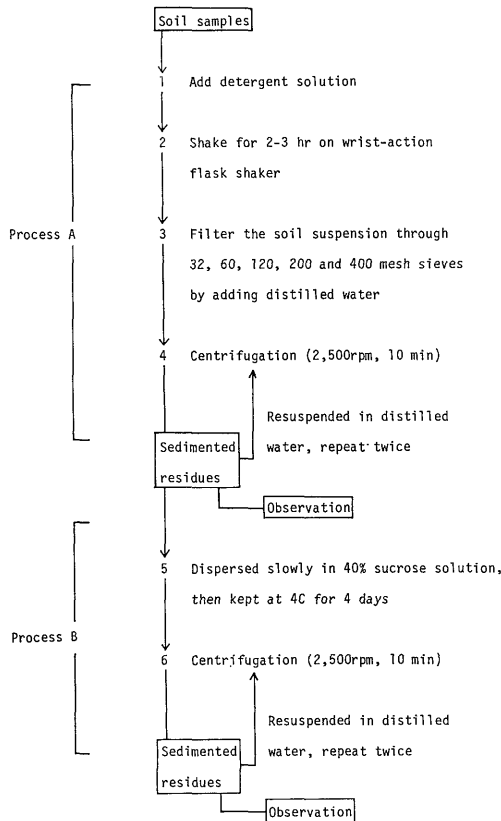 Soil samples
1 Add detergent solution
2 Shake for 2-3 hr on wrist-action
flask shaker
Process A
3 Filter the soil suspension through
32, 60, 120, 200 and 400 mesh sieves
by adding distilled water
4 Centrifugation (2,500rpm, 10 min)
Resuspended in distilled
water, repeat twice
Sedimented
residues
Observation
5 Dispersed slowly in 40% sucrose solution,
then kept at 4C for 4 days
Process B
6 Centrifugation (2,500rpm, 10 min)
Resuspended in distilled
water, repeat twice
Sedimented
residues
Observation